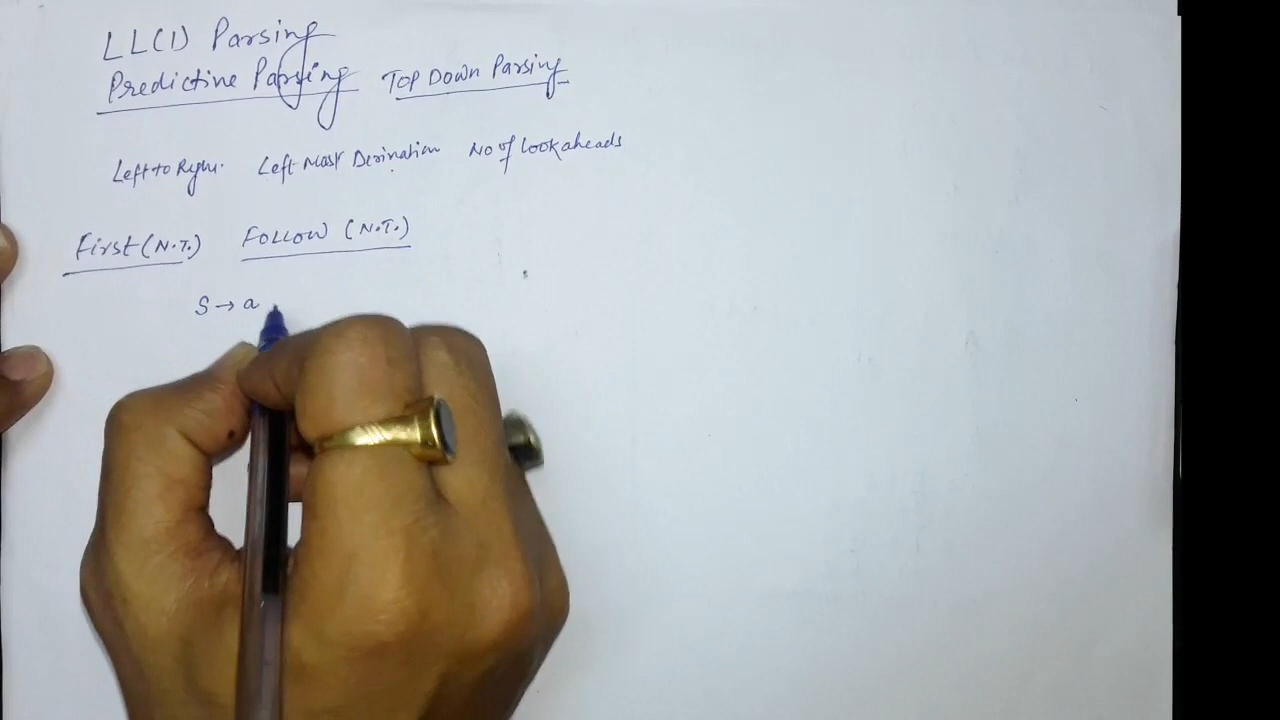 LL(1) Parsing
Predictive Parsing TOP DOWN Parsing
Left to Right. Left Most Derivation No of lookaheads
First (N.T.) FOLLOW (N.T.)
S → a